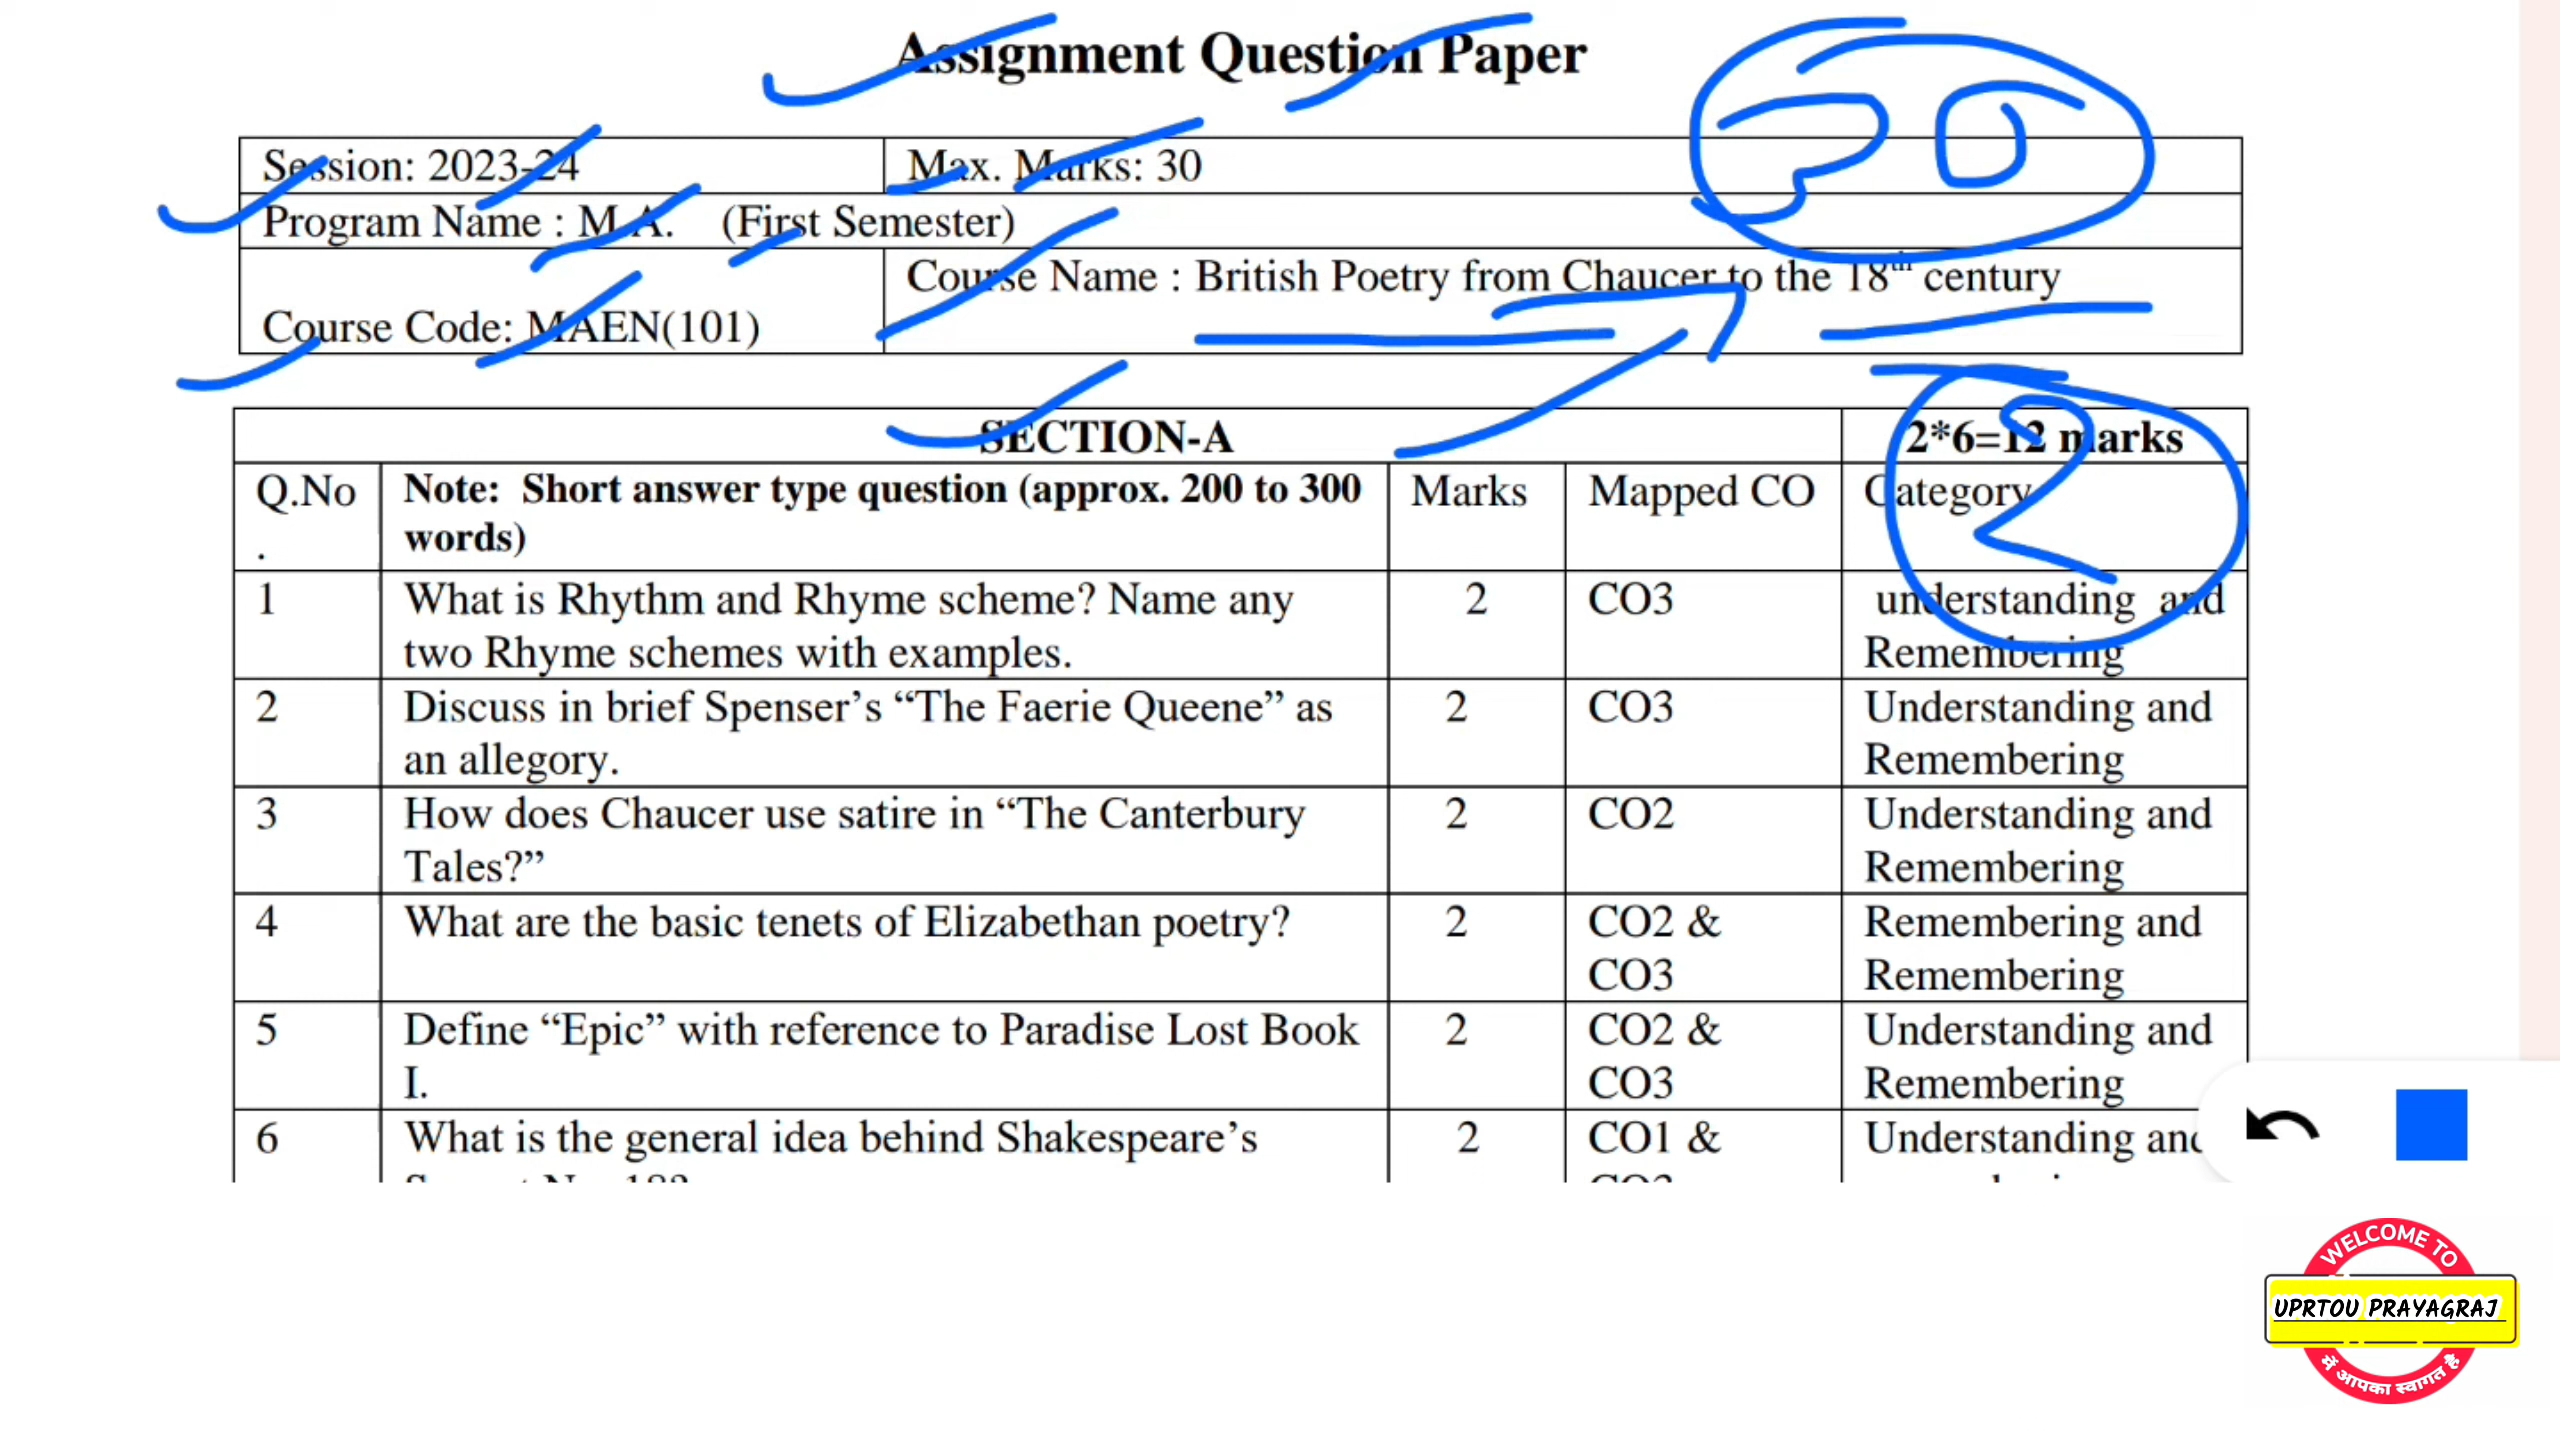 Assignment Question Paper
30
Session: 2023-24 Max. Marks: 30
Program Name : M.A. (First Semester)
Course Name : British Poetry from Chaucer to the 18th century
Course Code: MAEN(101)
SECTION-A 2*6=12 marks
2
Q.No Note: Short answer type question (approx. 200 to 300 Marks Mapped CO Category
. words)
1 What is Rhythm and Rhyme scheme? Name any 2 CO3 understanding and
two Rhyme schemes with examples. Remembering
2 Discuss in brief Spenser’s “The Faerie Queene” as 2 CO3 Understanding and
an allegory. Remembering
3 How does Chaucer use satire in “The Canterbury 2 CO2 Understanding and
Tales?” Remembering
4 What are the basic tenets of Elizabethan poetry? 2 CO2 & Remembering and
CO3 Remembering
5 Define “Epic” with reference to Paradise Lost Book 2 CO2 & Understanding and
I. CO3 Remembering
6 What is the general idea behind Shakespeare’s 2 CO1 & Understanding and
WELCOME TO
UPRTOU PRAYAGRAJ
में आपका स्वागत है